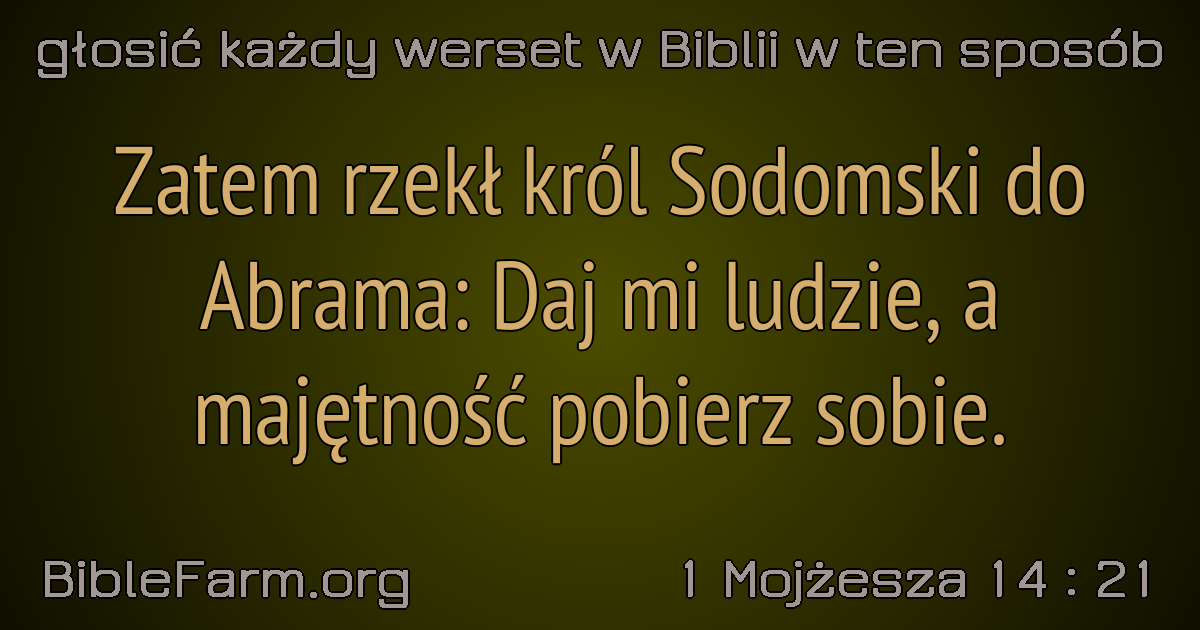 głosić każdy werset w Biblii w ten sposób
Zatem rzekł król Sodomski do
Abrama: Daj mi ludzie, a
majętność pobierz sobie.
BibleFarm.org
1 Mojżesza 14 : 21